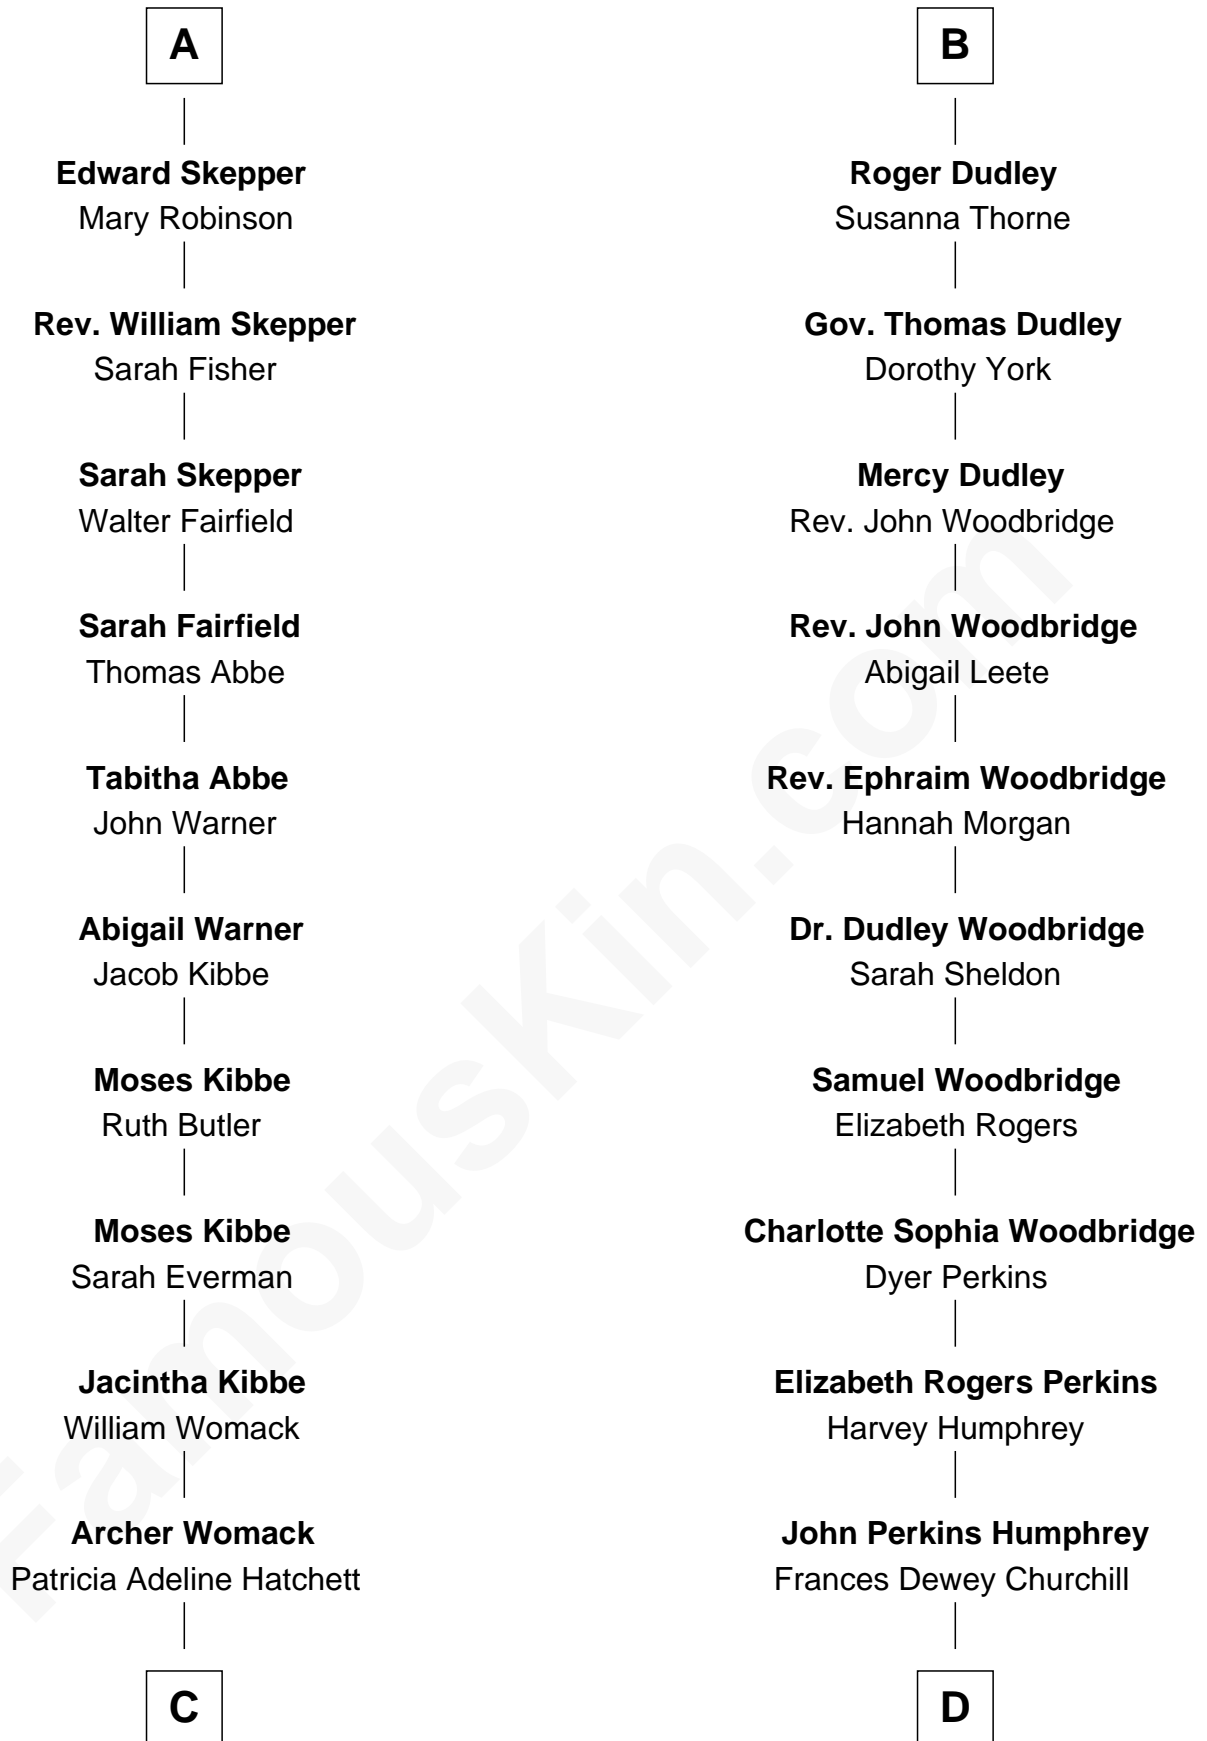 A
Edward Skepper
Mary Robinson
Rev. William Skepper
Sarah Fisher
Sarah Skepper
Walter Fairfield
Sarah Fairfield
Thomas Abbe
Tabitha Abbe
John Warner
Abigail Warner
Jacob Kibbe
Moses Kibbe
Ruth Butler
Moses Kibbe
Sarah Everman
Jacintha Kibbe
William Womack
Archer Womack
Patricia Adeline Hatchett
C
B
Roger Dudley
Susanna Thorne
Gov. Thomas Dudley
Dorothy York
Mercy Dudley
Rev. John Woodbridge
Rev. John Woodbridge
Abigail Leete
Rev. Ephraim Woodbridge
Hannah Morgan
Dr. Dudley Woodbridge
Sarah Sheldon
Samuel Woodbridge
Elizabeth Rogers
Charlotte Sophia Woodbridge
Dyer Perkins
Elizabeth Rogers Perkins
Harvey Humphrey
John Perkins Humphrey
Frances Dewey Churchill
D
FamousKin.com